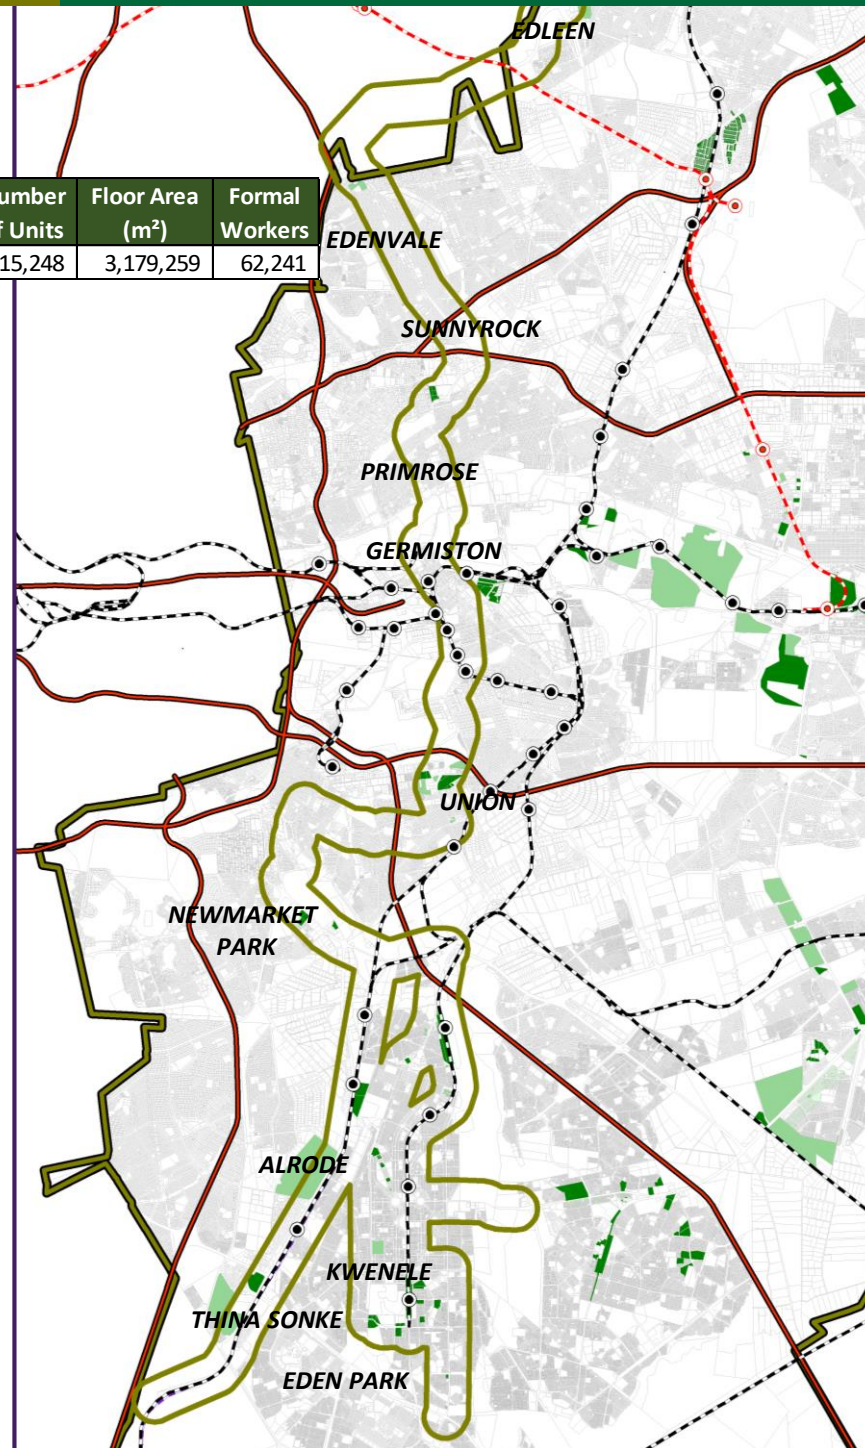 EDLEEN
umber Floor Area Formal
f Units (m²) Workers
15,248 3,179,259 62,241
EDENVALE
SUNNYROCK
PRIMROSE
GERMISTON
UNION
NEWMARKET
PARK
ALRODE
KWENELE
THINA SONKE
EDEN PARK